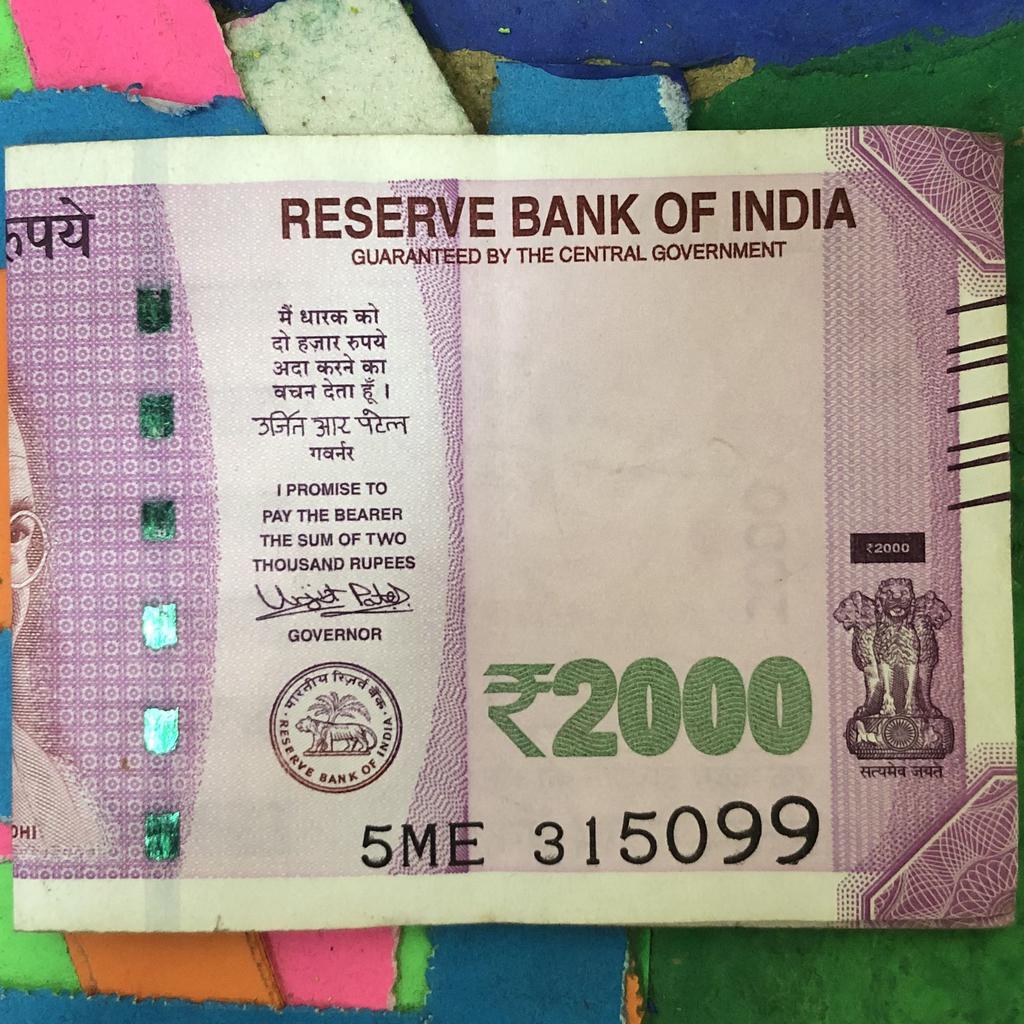 रुपये
RESERVE BANK OF INDIA
GUARANTEED BY THE CENTRAL GOVERNMENT
मैं धारक को
दो हज़ार रुपये
अदा करने का
वचन देता हूँ ।
उर्जित आर पटेल
गवर्नर
I PROMISE TO
PAY THE BEARER
THE SUM OF TWO
THOUSAND RUPEES
Urjit Patel
GOVERNOR
भारतीय रिज़र्व बैंक
RESERVE BANK OF INDIA
₹2000
₹2000
सत्यमेव जयते
5ME 315099
DHI